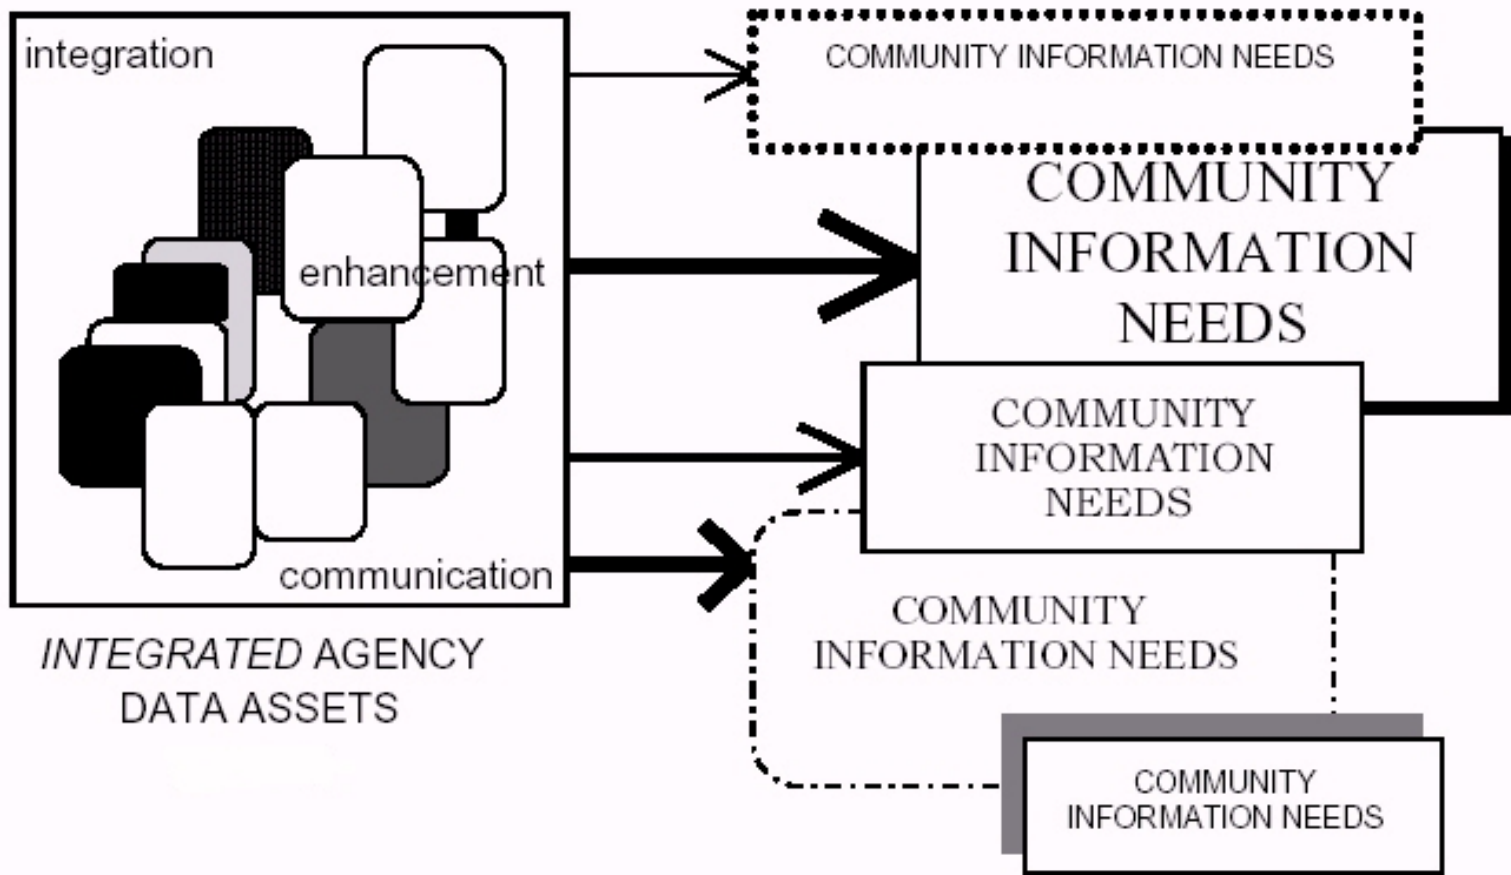 integration
enhancement
communication
INTEGRATED AGENCY
DATA ASSETS
COMMUNITY INFORMATION NEEDS
COMMUNITY
INFORMATION
NEEDS
COMMUNITY
INFORMATION
NEEDS
COMMUNITY
INFORMATION NEEDS
COMMUNITY
INFORMATION NEEDS